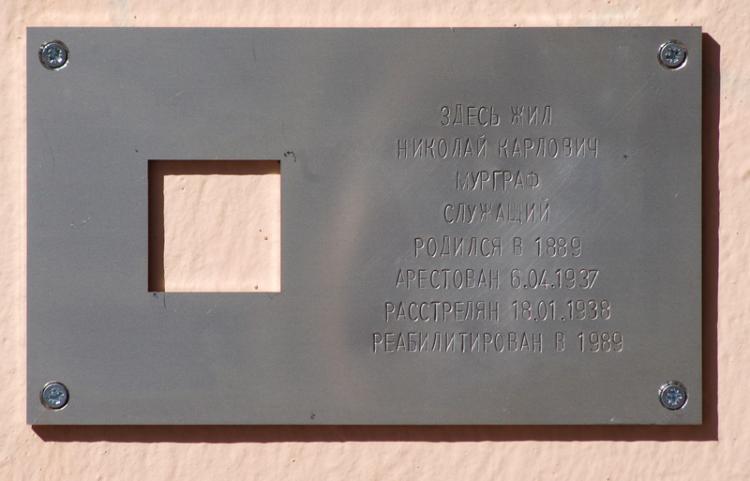 ЗДЕСЬ ЖИЛ
НИКОЛАЙ КАРЛОВИЧ
МУРГРАФ
СЛУЖАЩИЙ
РОДИЛСЯ В 1889
АРЕСТОВАН 6.04.1937
РАССТРЕЛЯН 18.01.1938
РЕАБИЛИТИРОВАН В 1989